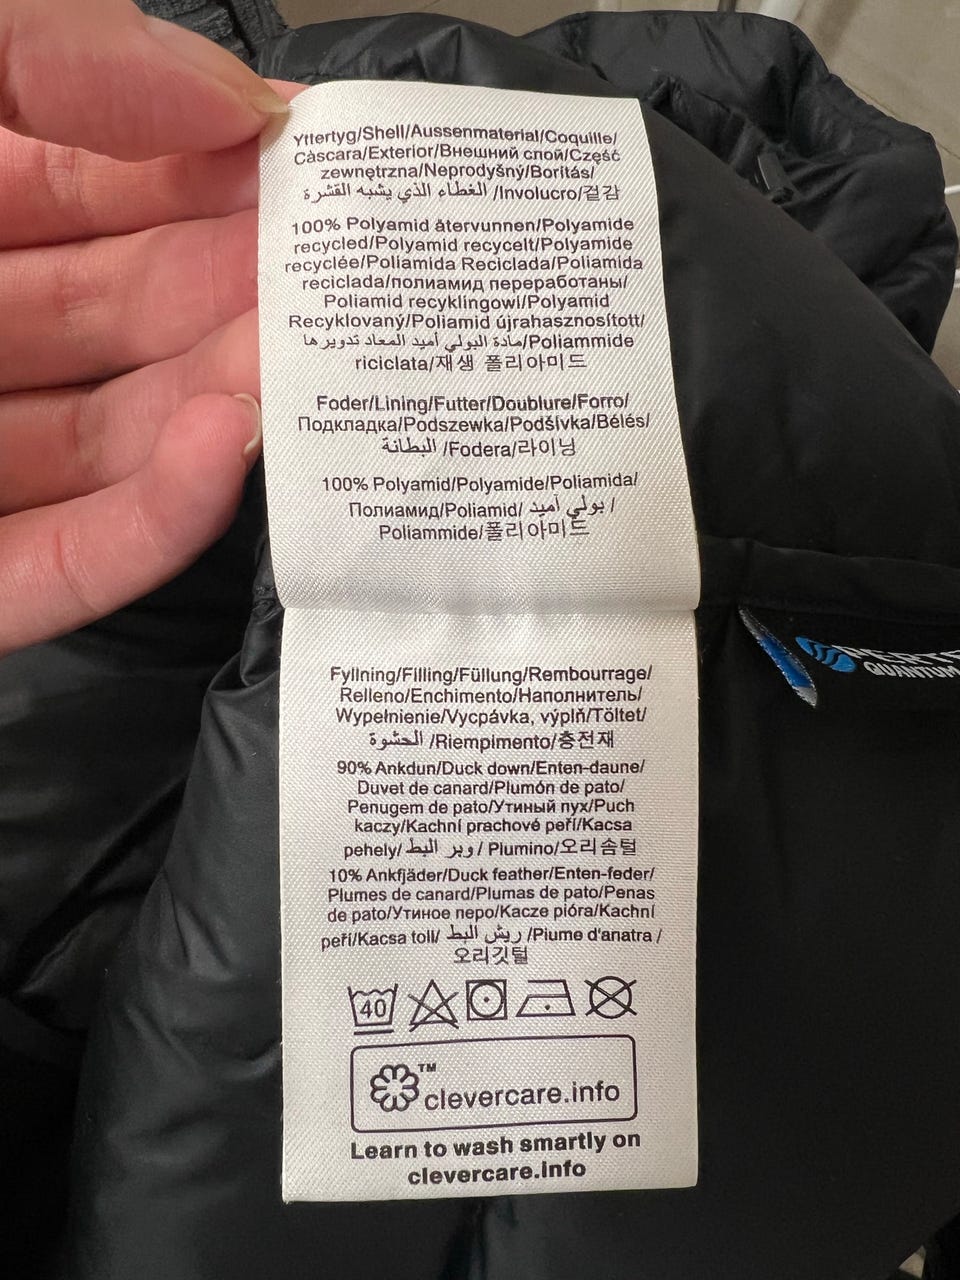 Yttertyg/Shell/Aussenmaterial/Coquille/
Càscara/Exterior/Внешний слой/Część
zewnętrzna/Neprodyšný/Borítás/
الغطاء الذي يشبه القشرة /Involucro/겉감
100% Polyamid återvunnen/Polyamide
recycled/Polyamid recycelt/Polyamide
recyclée/Poliamida Reciclada/Poliamida
reciclada/полиамид переработаны/
Poliamid recyklingowi/Polyamid
Recyklovaný/Poliamid újrahasznosított/
مادة البولي أميد المعاد تدويرها/Poliammide
riciclata/재생 폴리아미드
Foder/Lining/Futter/Doublure/Forro/
Подкладка/Podszewka/Podšívka/Bélés/
البطانة /Fodera/라이닝
100% Polyamid/Polyamide/Poliamida/
Полиамид/Poliamid/ بولي أميد /
Poliammide/폴리아미드
Fyllning/Filling/Füllung/Rembourrage/
Relleno/Enchimento/Наполнитель/
Wypełnienie/Vycpávka, výplň/Töltet/
الحشوة /Riempimento/충전재
90% Ankdun/Duck down/Enten-daune/
Duvet de canard/Plumón de pato/
Penugem de pato/Утиный пух/Puch
kaczy/Kachní prachové peří/Kacsa
pehely/ وبر البط / Plumino/오리솜털
10% Ankfjäder/Duck feather/Enten-feder/
Plumes de canard/Plumas de pato/Penas
de pato/Утиное перо/Kacze pióra/Kachní
peří/Kacsa toll/ ريش البط /Piume d'anatra /
오리깃털
40
™
clevercare.info
Learn to wash smartly on
clevercare.info
QUANTUM